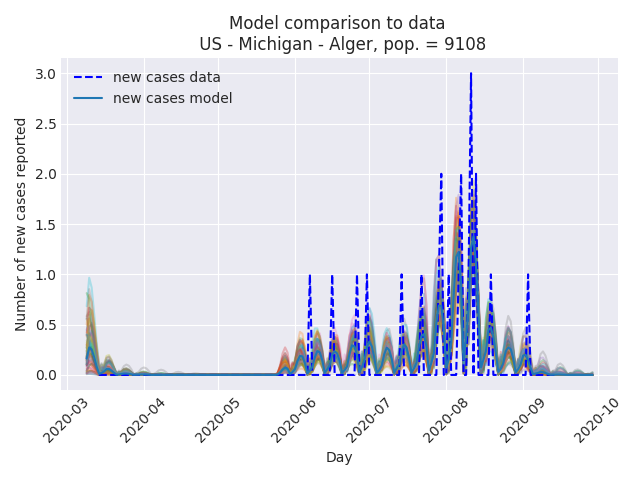 Model comparison to data
US - Michigan - Alger, pop. = 9108
new cases data
new cases model
Number of new cases reported
3.0
2.5
2.0
1.5
1.0
0.5
0.0
2020-03
2020-04
2020-05
2020-06
2020-07
2020-08
2020-09
2020-10
Day